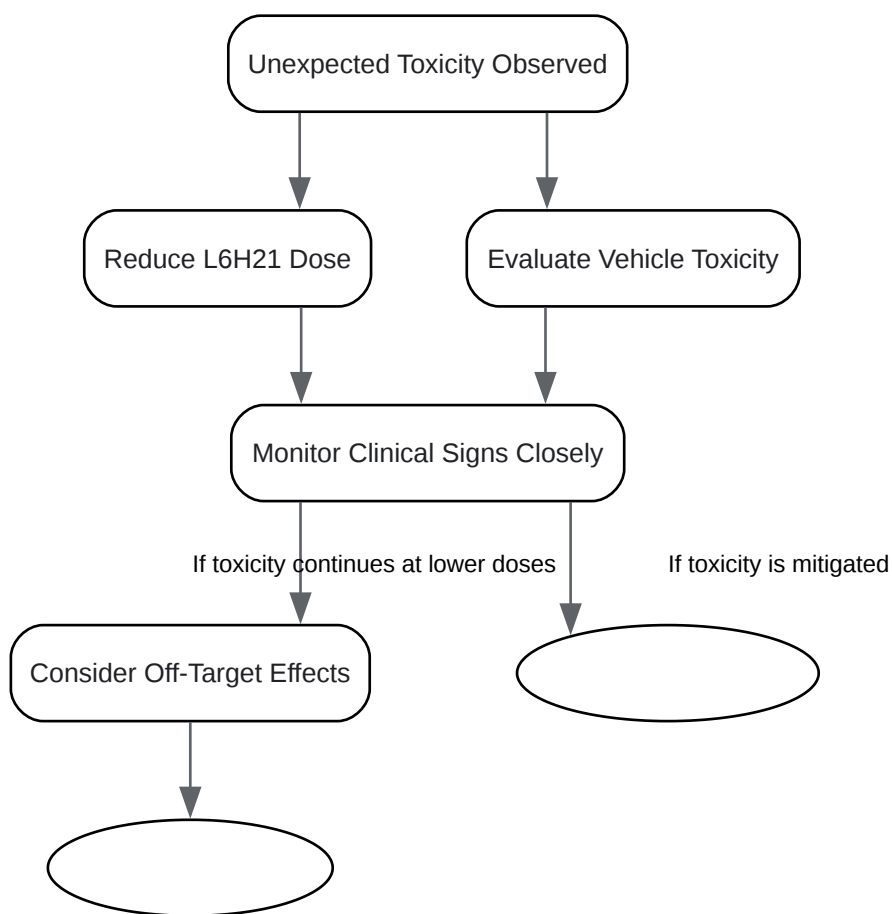 Unexpected Toxicity Observed
Reduce L6H21 Dose
Evaluate Vehicle Toxicity
Monitor Clinical Signs Closely
If toxicity continues at lower doses
If toxicity is mitigated
Consider Off-Target Effects